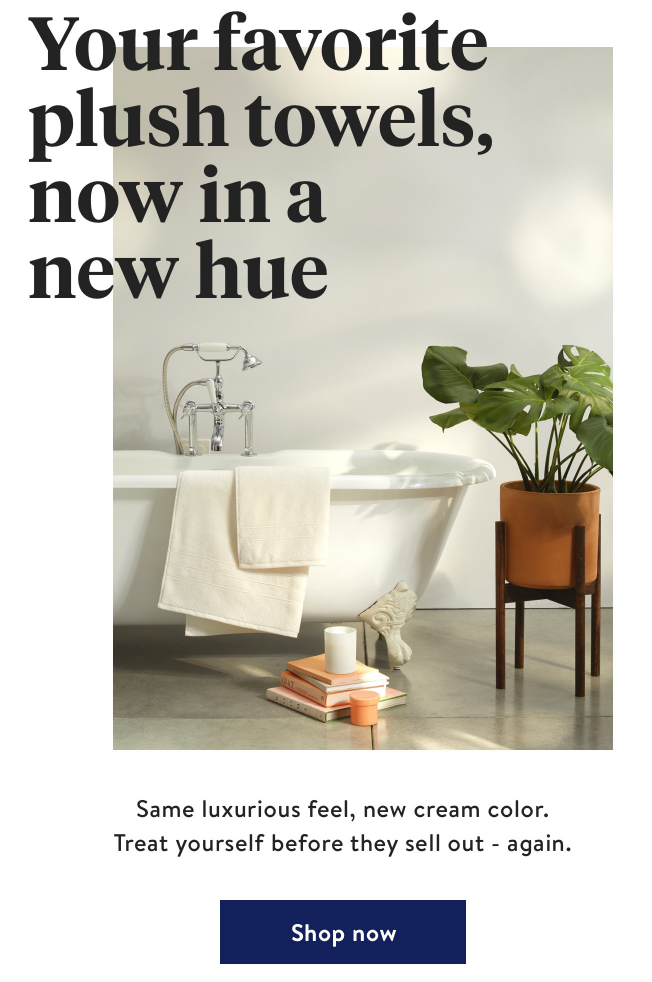 Your favorite
plush towels,
now in a
new hue
Same luxurious feel, new cream color.
Treat yourself before they sell out - again.
Shop now